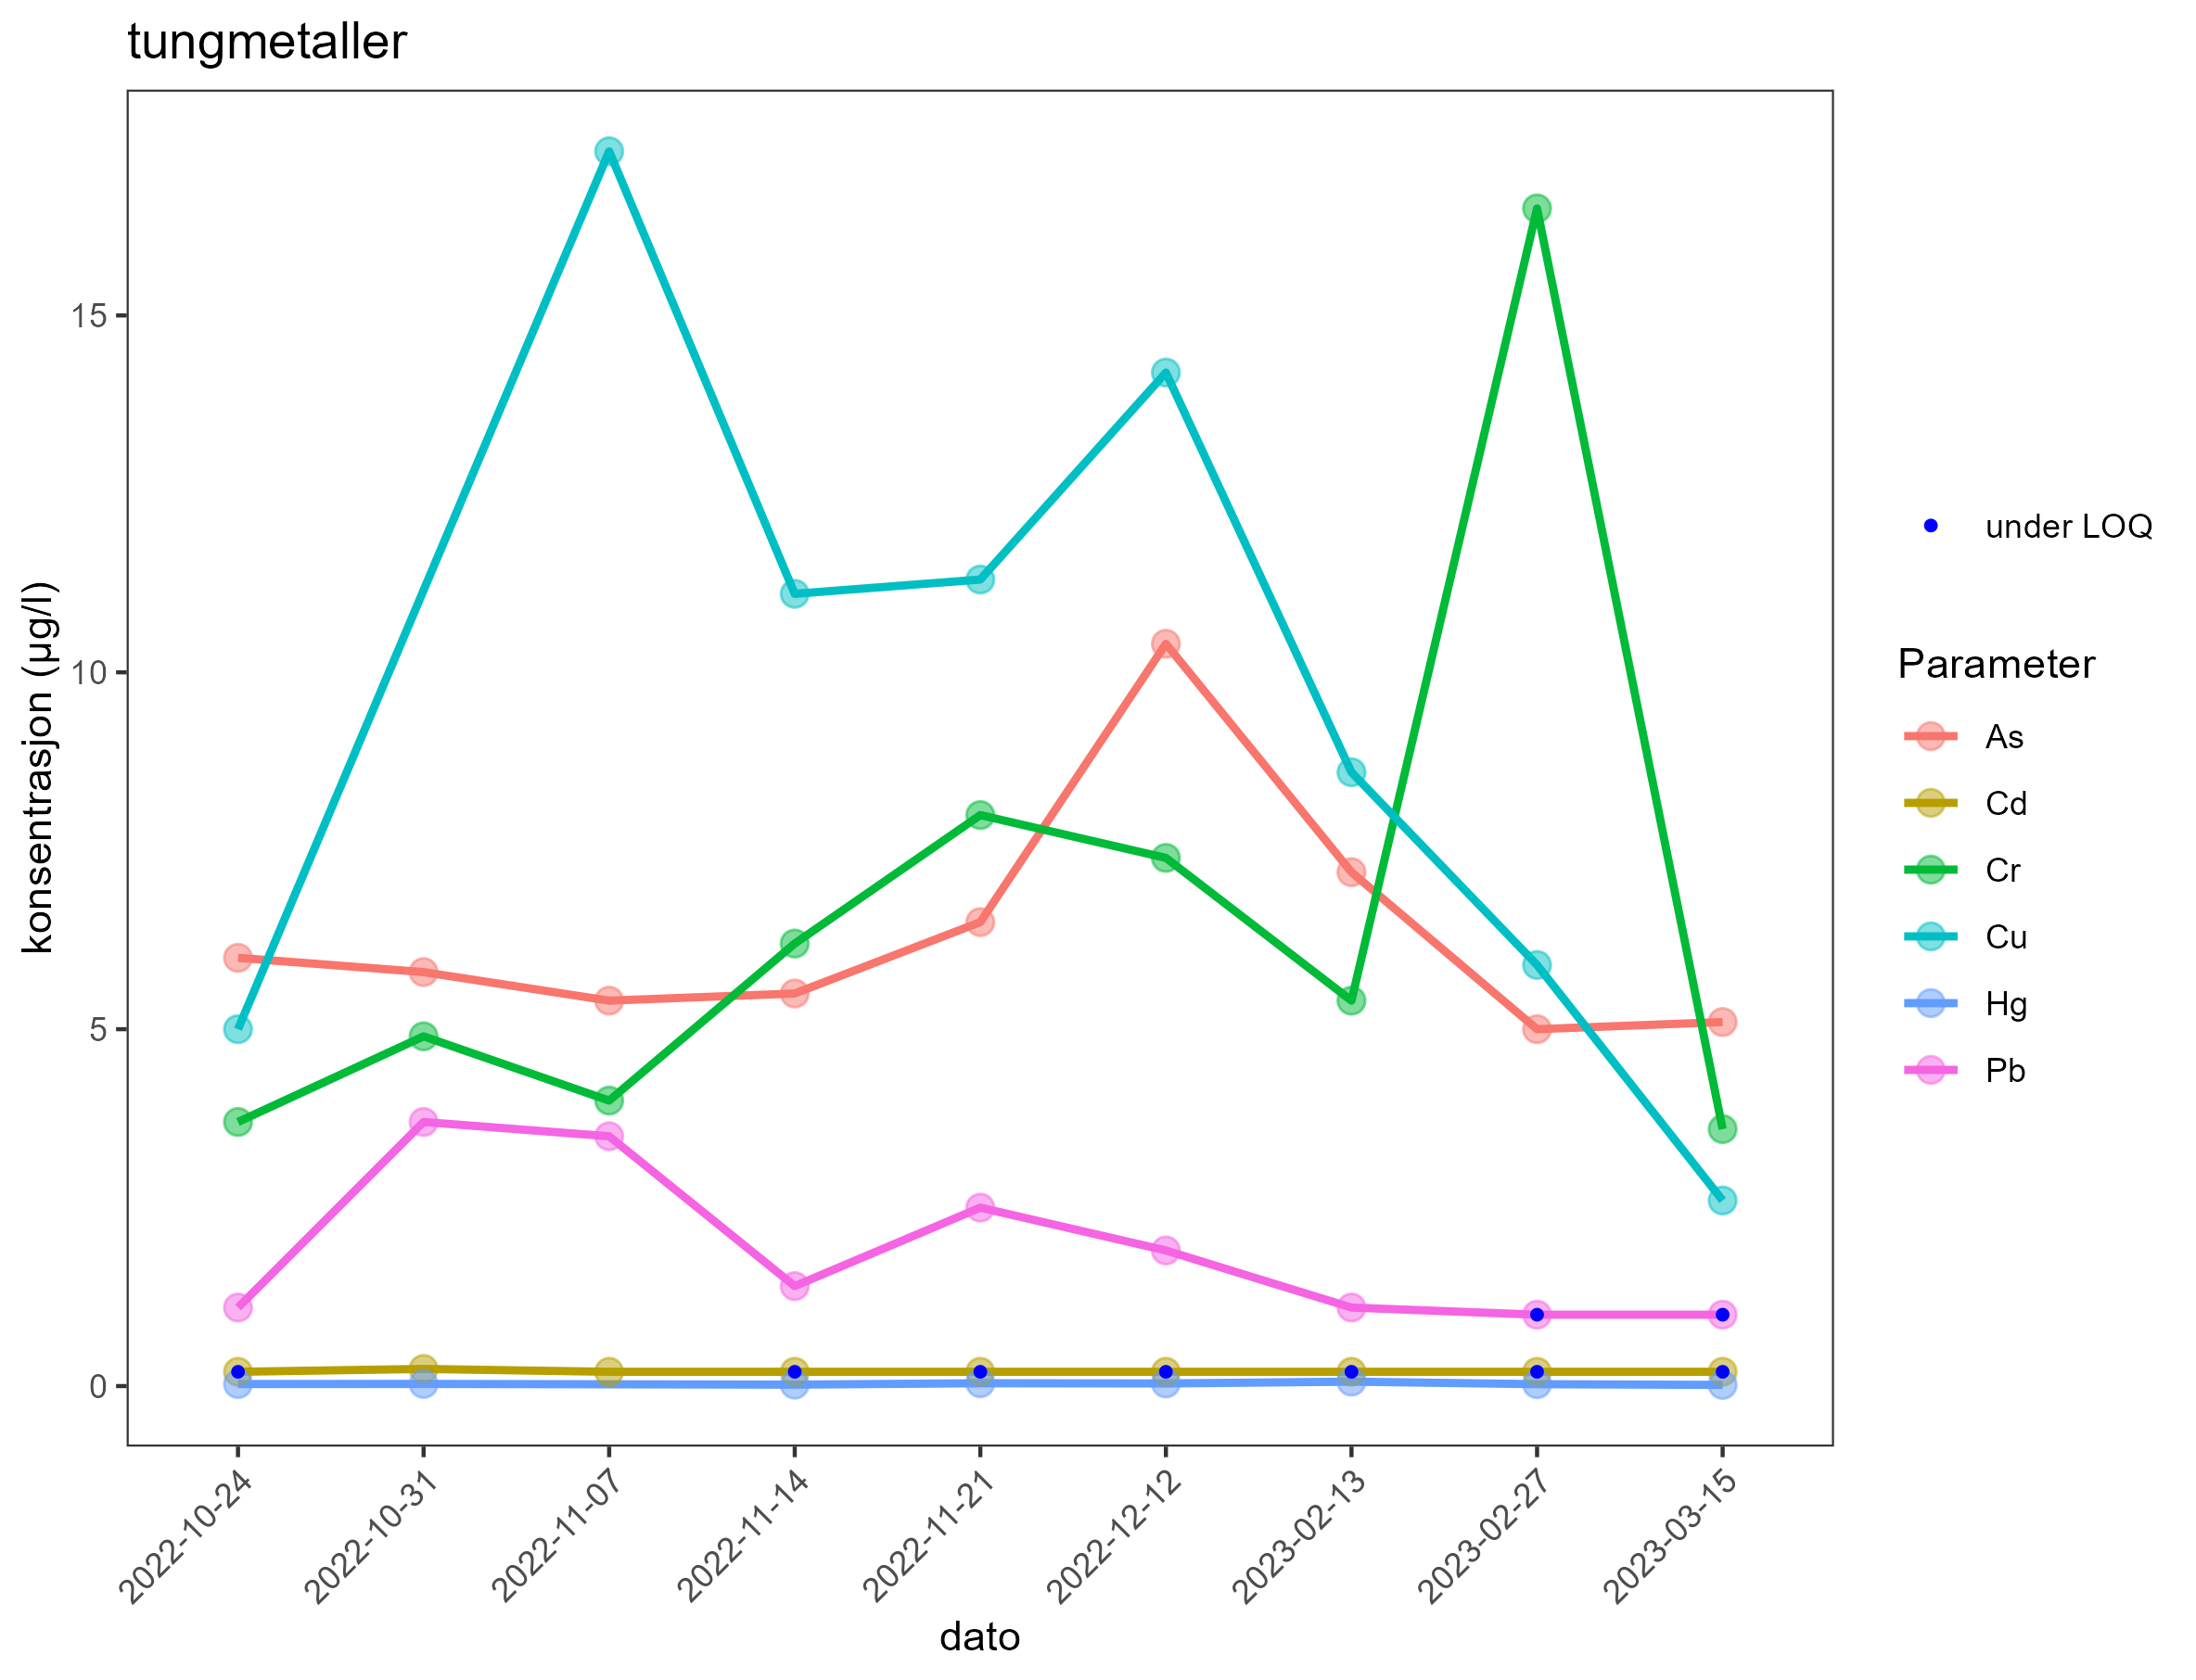 tungmetaller
konsentrasjon (µg/l)
15
10
5
0
2022-10-24
2022-10-31
2022-11-07
2022-11-14
2022-11-21
2022-12-12
2023-02-13
2023-02-27
2023-03-15
dato
under LOQ
Parameter
As
Cd
Cr
Cu
Hg
Pb